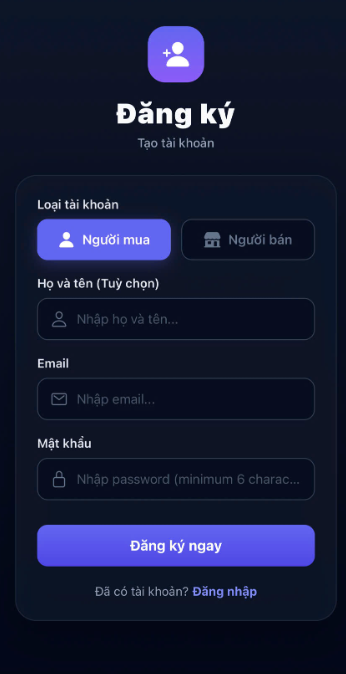 Đăng ký
Tạo tài khoản
Loại tài khoản
Người mua
Người bán
Họ và tên (Tuỳ chọn)
Nhập họ và tên...
Email
Nhập email...
Mật khẩu
Nhập password (minimum 6 charac...
Đăng ký ngay
Đã có tài khoản? Đăng nhập